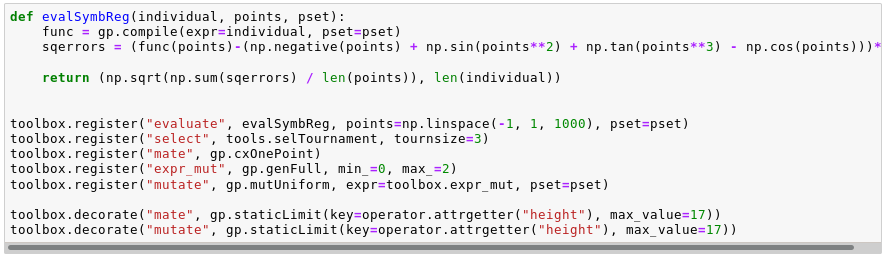 def evalSymbReg(individual, points, pset):
    func = gp.compile(expr=individual, pset=pset)
    sqerrors = (func(points)-(np.negative(points) + np.sin(points**2) + np.tan(points**3) - np.cos(points)))*
    return (np.sqrt(np.sum(sqerrors) / len(points)), len(individual))
toolbox.register("evaluate", evalSymbReg, points=np.linspace(-1, 1, 1000), pset=pset)
toolbox.register("select", tools.selTournament, tournsize=3)
toolbox.register("mate", gp.cxOnePoint)
toolbox.register("expr_mut", gp.genFull, min_=0, max_=2)
toolbox.register("mutate", gp.mutUniform, expr=toolbox.expr_mut, pset=pset)
toolbox.decorate("mate", gp.staticLimit(key=operator.attrgetter("height"), max_value=17))
toolbox.decorate("mutate", gp.staticLimit(key=operator.attrgetter("height"), max_value=17))